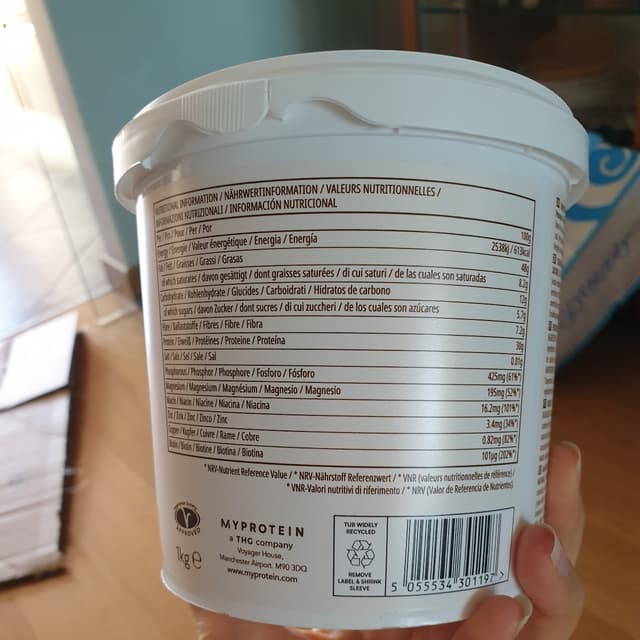 NUTRITIONAL INFORMATION / NÄHRWERTINFORMATION / VALEURS NUTRITIONNELLES /
INFORMAZIONI NUTRIZIONALI / INFORMACIÓN NUTRICIONAL
Per / Pro / Pour / Per / Por 100g
Energy / Energie / Valeur énergétique / Energia / Energía 2538kJ / 613kcal
Fat / Fett / Graisses / Grassi / Grasas 48g
of which saturates / davon gesättigt / dont graisses saturées / di cui saturi / de las cuales son saturadas 8.2g
Carbohydrate / Kohlenhydrate / Glucides / Carboidrati / Hidratos de carbono 12g
of which sugars / davon Zucker / dont sucres / di cui zuccheri / de los cuales son azúcares 5.7g
Fibre / Ballaststoffe / Fibres / Fibre / Fibra 7.2g
Protein / Eiweiß / Protéines / Proteine / Proteína 30g
Salt / Salz / Sel / Sale / Sal 0.01g
Phosphorous / Phosphor / Phosphore / Fosforo / Fósforo 425mg (61%*)
Magnesium / Magnesium / Magnésium / Magnesio / Magnesio 195mg (52%*)
Niacin / Niacin / Niacine / Niacina / Niacina 16.2mg (101%*)
Zinc / Zink / Zinc / Zinco / Zinc 3.4mg (34%*)
Copper / Kupfer / Cuivre / Rame / Cobre 0.82mg (82%*)
Biotin / Biotin / Biotine / Biotina / Biotina 101µg (202%*)
* NRV-Nutrient Reference Value / * NRV-Nährstoff Referenzwert / * VNR (valeurs nutritionnelles de référence) /
* VNR-Valori nutritivi di riferimento / * NRV (Valor de Referencia de Nutrientes).
V
APPROVED
1kg e
MYPROTEIN
a THG company
Voyager House,
Manchester Airport. M90 3DQ
www.myprotein.com
TUB WIDELY
RECYCLED
REMOVE
LABEL & SHRINK
SLEEVE
5 055534 301197 >